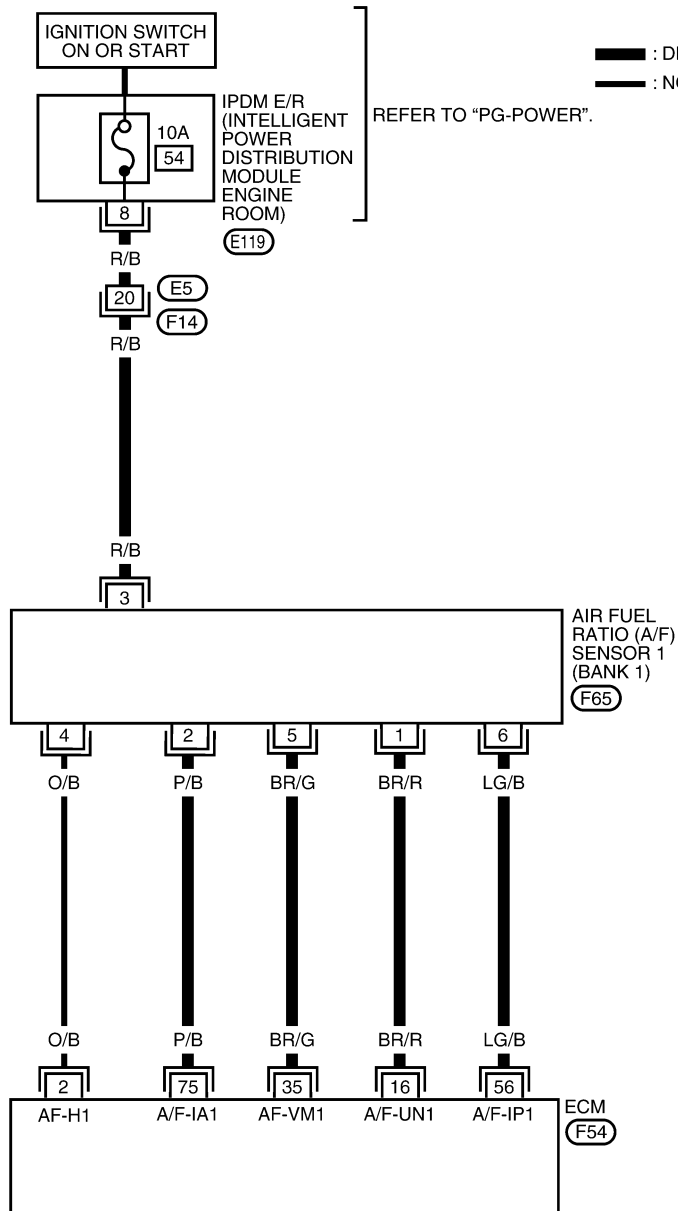 IGNITION SWITCH
ON OR START
IPDM E/R
(INTELLIGENT
POWER
DISTRIBUTION
MODULE
ENGINE
ROOM)
E119
REFER TO “PG-POWER”.
10A
54
8
R/B
20
E5
F14
R/B
R/B
3
AIR FUEL
RATIO (A/F)
SENSOR 1
(BANK 1)
F65
4 2 5 1 6
O/B P/B BR/G BR/R LG/B
O/B P/B BR/G BR/R LG/B
2 75 35 16 56
AF-H1 A/F-IA1 AF-VM1 A/F-UN1 A/F-IP1
ECM
F54